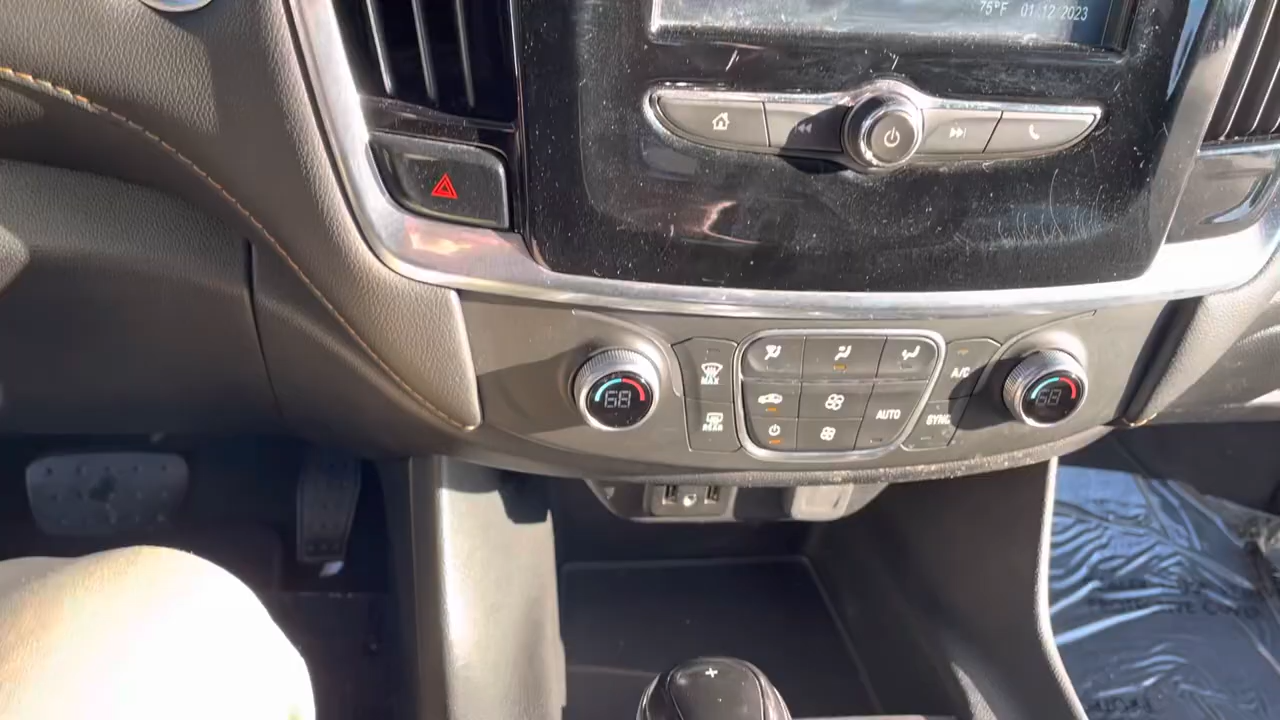 75°F 01/12/2023
MAX
REAR
68
A/C
AUTO
SYNC
68
+